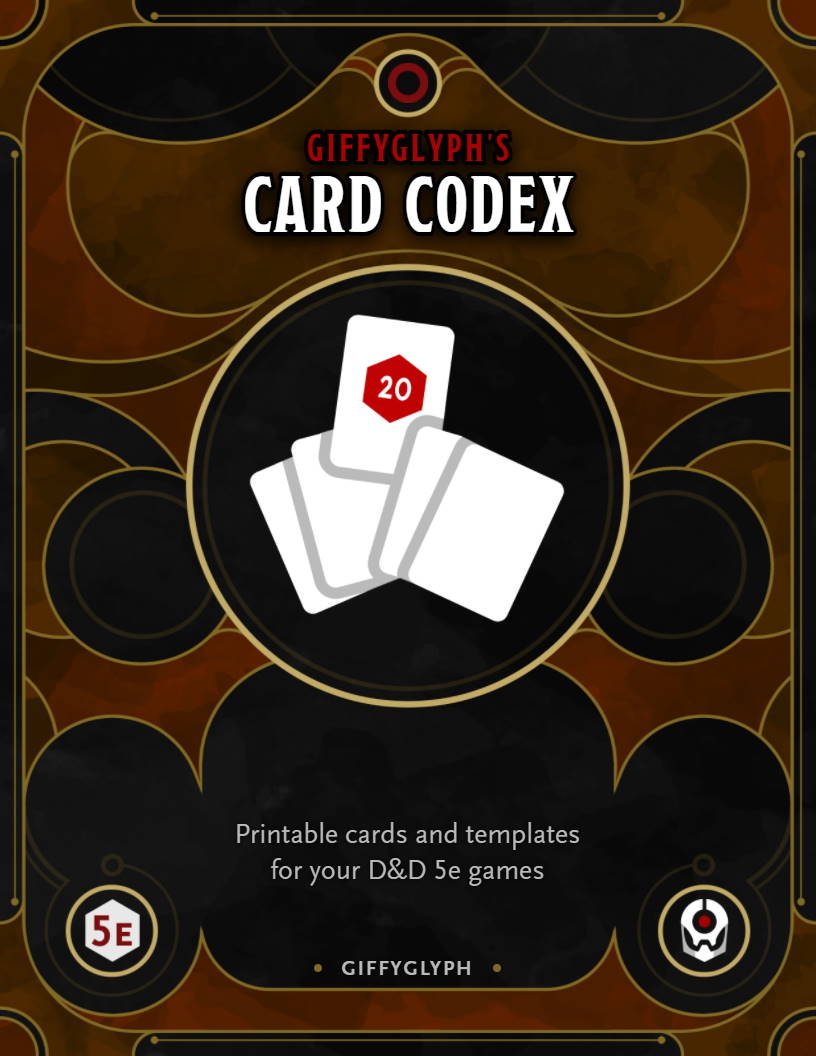 GIFFYGLYPH'S
CARD CODEX
20
Printable cards and templates
for your D&D 5e games
5E
GIFFYGLYPH